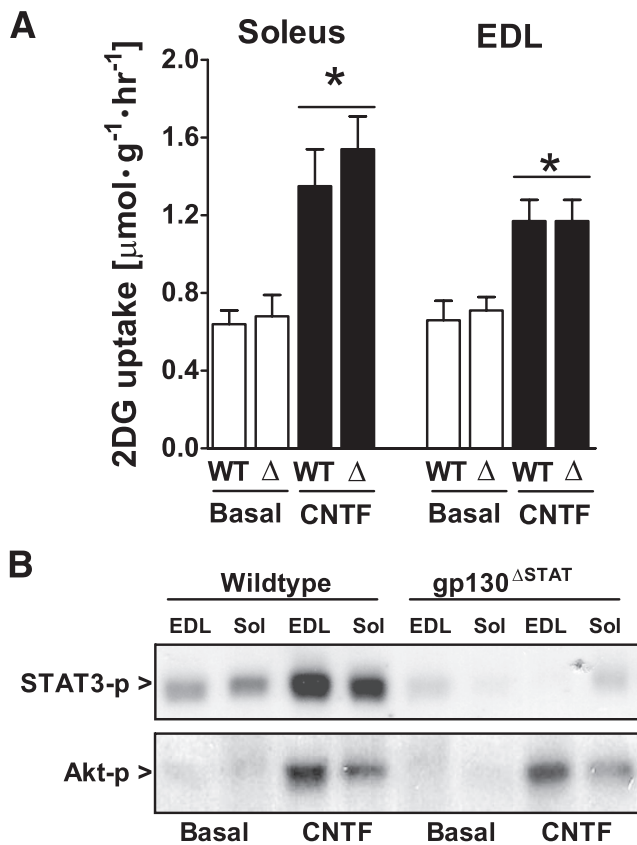 A
Soleus
EDL
2DG uptake [μmol·g⁻¹·hr⁻¹]
2.0
1.6
1.2
0.8
0.4
0.0
*
*
WT Δ WT Δ WT Δ WT Δ
Basal CNTF Basal CNTF
B
Wildtype gp130ΔSTAT
EDL Sol EDL Sol EDL Sol EDL Sol
STAT3-p >
Akt-p >
Basal CNTF Basal CNTF